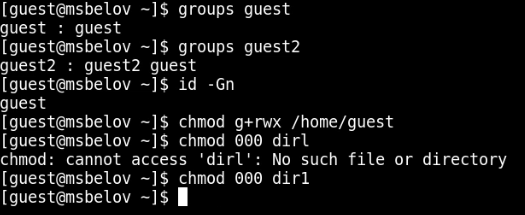 [guest@msbelov ~]$ groups guest
guest : guest
[guest@msbelov ~]$ groups guest2
guest2 : guest2 guest
[guest@msbelov ~]$ id -Gn
guest
[guest@msbelov ~]$ chmod g+rwx /home/guest
[guest@msbelov ~]$ chmod 000 dirl
chmod: cannot access 'dirl': No such file or directory
[guest@msbelov ~]$ chmod 000 dir1
[guest@msbelov ~]$